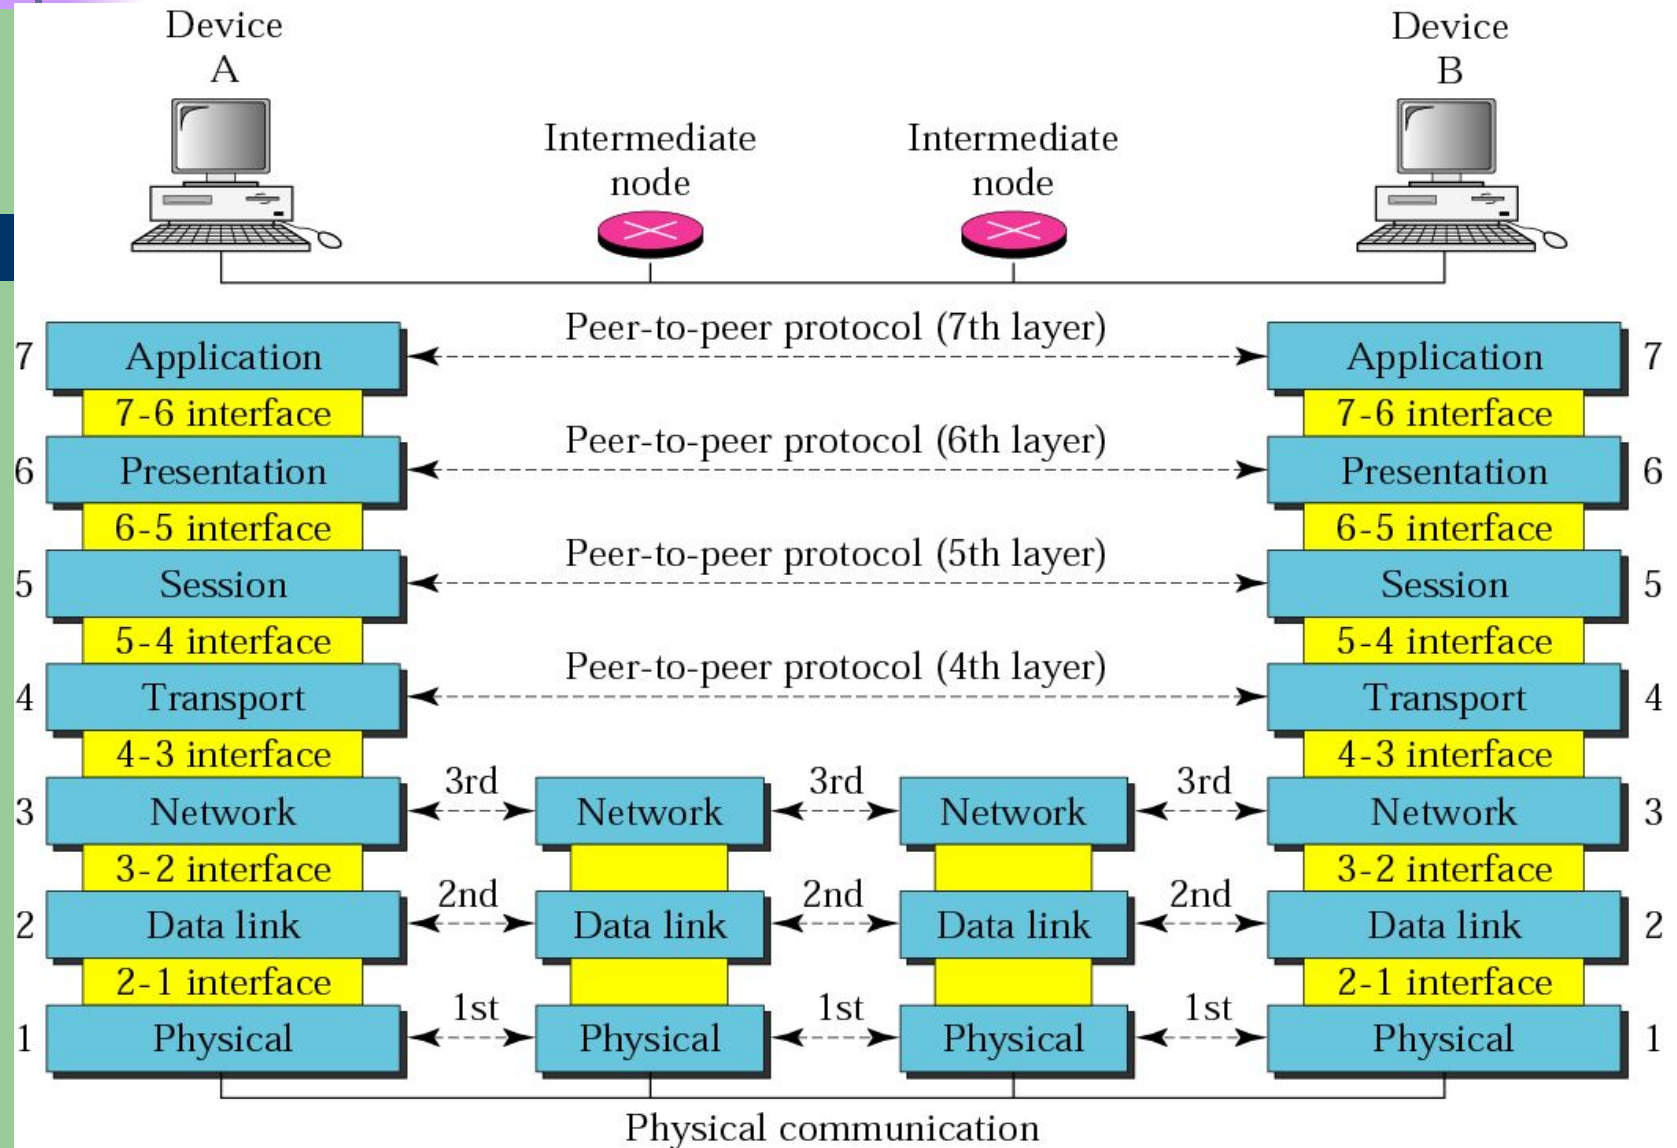 Device
A
Device
B
Intermediate
node
Intermediate
node
Peer-to-peer protocol (7th layer)
7 Application Application 7
7-6 interface 7-6 interface
Peer-to-peer protocol (6th layer)
6 Presentation Presentation 6
6-5 interface 6-5 interface
Peer-to-peer protocol (5th layer)
5 Session Session 5
5-4 interface 5-4 interface
Peer-to-peer protocol (4th layer)
4 Transport Transport 4
4-3 interface 4-3 interface
3rd 3rd 3rd
3 Network Network Network Network 3
3-2 interface 3-2 interface
2nd 2nd 2nd
2 Data link Data link Data link Data link 2
2-1 interface 2-1 interface
1st 1st 1st
1 Physical Physical Physical Physical 1
Physical communication